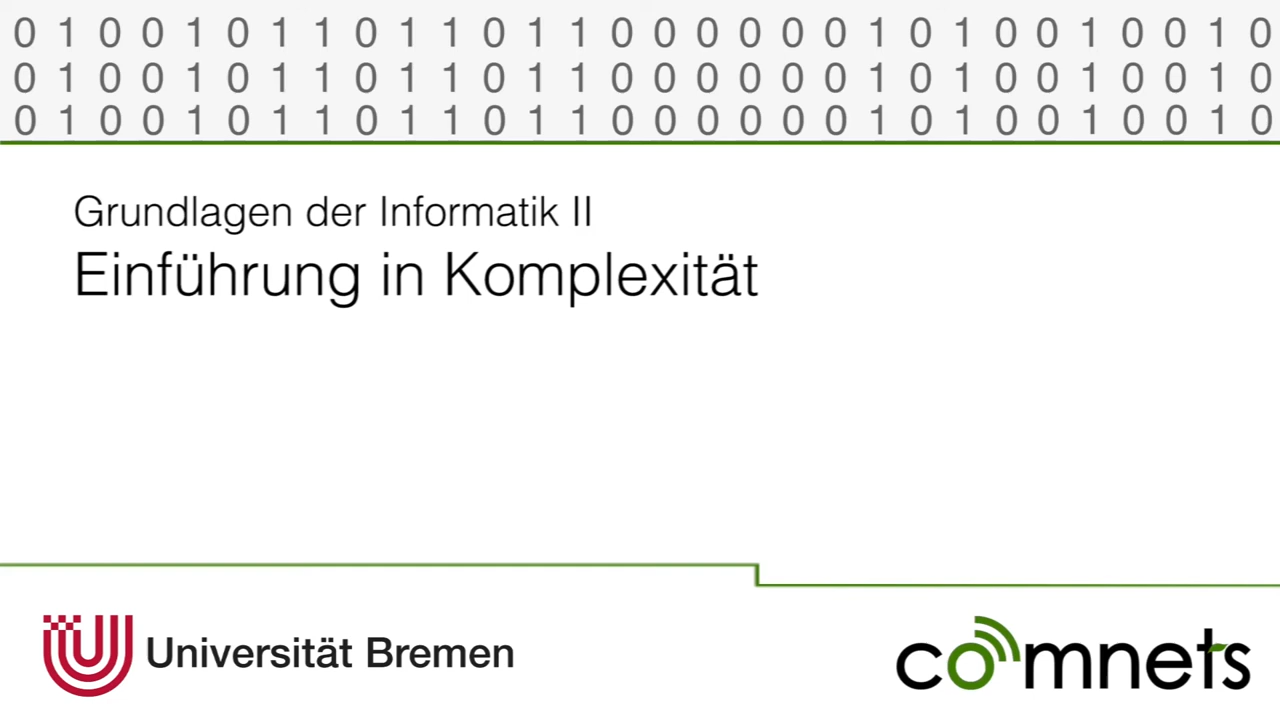 0 1 0 0 1 0 1 1 0 1 1 0 1 1 0 0 0 0 0 0 1 0 1 0 0 1 0 0 1 0
0 1 0 0 1 0 1 1 0 1 1 0 1 1 0 0 0 0 0 0 1 0 1 0 0 1 0 0 1 0
0 1 0 0 1 0 1 1 0 1 1 0 1 1 0 0 0 0 0 0 1 0 1 0 0 1 0 0 1 0
Grundlagen der Informatik II
Einführung in Komplexität
Universität Bremen
comnets